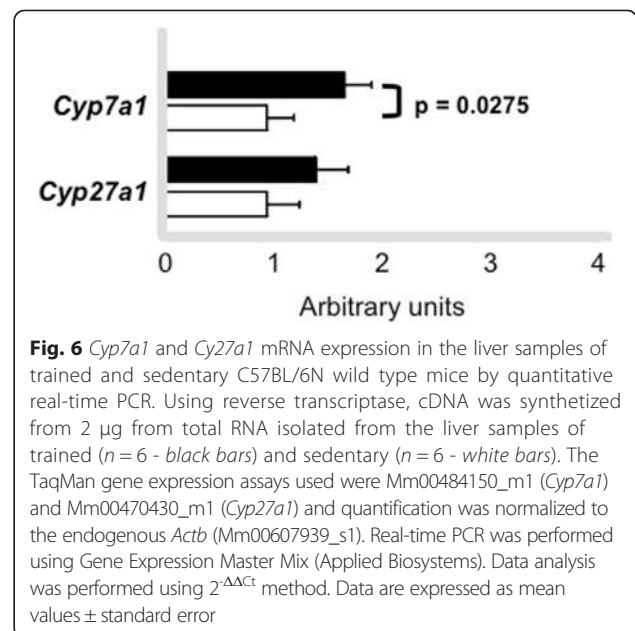 Cyp7a1
p = 0.0275
Cyp27a1
0 1 2 3 4
Arbitrary units
Fig. 6 Cyp7a1 and Cy27a1 mRNA expression in the liver samples of
trained and sedentary C57BL/6N wild type mice by quantitative
real-time PCR. Using reverse transcriptase, cDNA was synthetized
from 2 μg from total RNA isolated from the liver samples of
trained (n = 6 - black bars) and sedentary (n = 6 - white bars). The
TaqMan gene expression assays used were Mm00484150_m1 (Cyp7a1)
and Mm00470430_m1 (Cyp27a1) and quantification was normalized to
the endogenous Actb (Mm00607939_s1). Real-time PCR was performed
using Gene Expression Master Mix (Applied Biosystems). Data analysis
was performed using 2-ΔΔCt method. Data are expressed as mean
values ± standard error